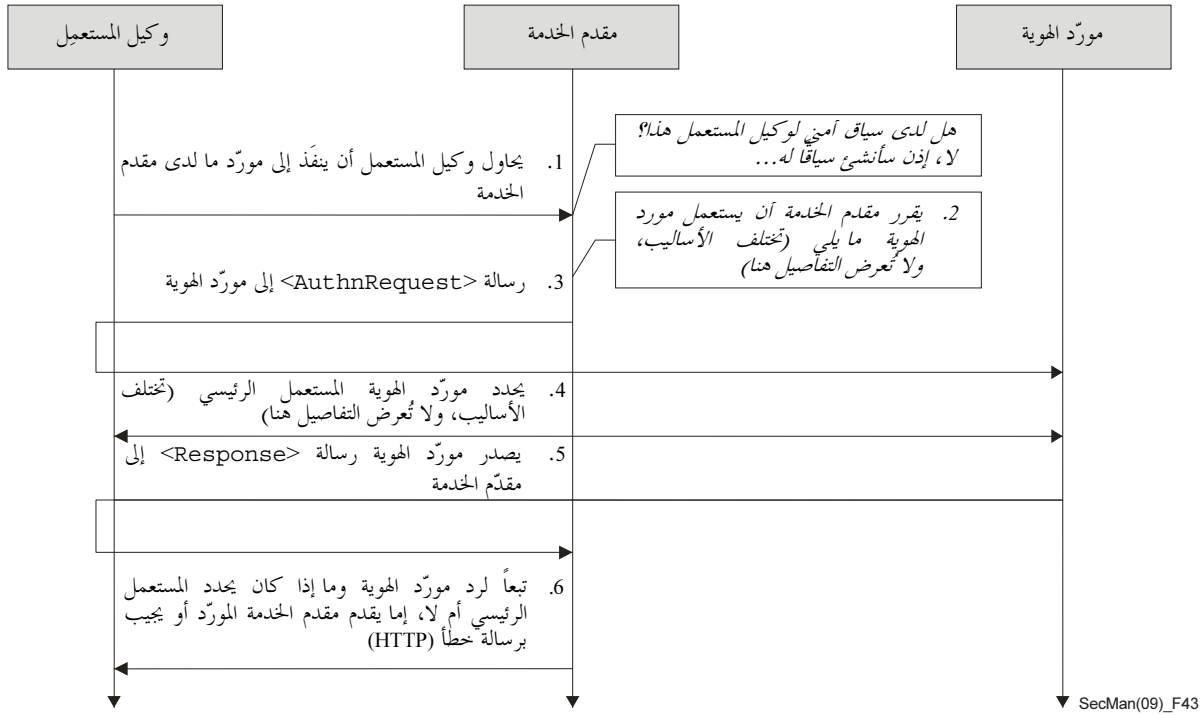 وكيل المستعمِل
مقدم الخدمة
مورّد الهوية
هل لدى سياق أمني لوكيل المستعمل هذا؟
لا، إذن سأنشئ سياقًا له...
1. يحاول وكيل المستعمل أن ينفَذ إلى مورّد ما لدى مقدم
الخدمة
2. يقرر مقدم الخدمة أن يستعمل مورد
الهوية ما يلي (تختلف الأساليب،
ولا تُعرض التفاصيل هنا)
3. رسالة <AuthnRequest> إلى مورّد الهوية
4. يحدد مورّد الهوية المستعمل الرئيسي (تختلف
الأساليب، ولا تُعرض التفاصيل هنا)
5. يصدر مورّد الهوية رسالة <Response> إلى
مقدّم الخدمة
6. تبعاً لرد مورّد الهوية وما إذا كان يحدد المستعمل
الرئيسي أم لا، إما يقدم مقدم الخدمة المورّد أو يجيب
برسالة خطأ (HTTP)
SecMan(09)_F43